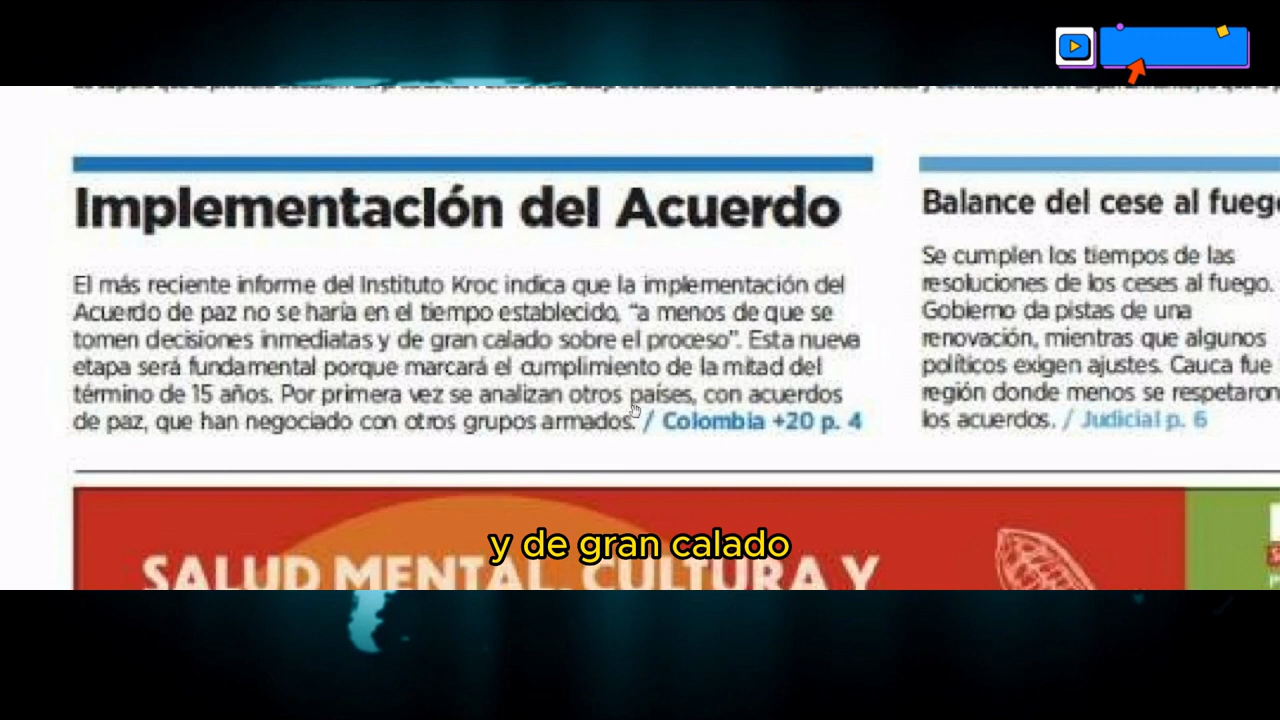 Implementación del Acuerdo
El más reciente informe del Instituto Kroc indica que la implementación del
Acuerdo de paz no se haría en el tiempo establecido, “a menos de que se
tomen decisiones inmediatas y de gran calado sobre el proceso”. Esta nueva
etapa será fundamental porque marcará el cumplimiento de la mitad del
término de 15 años. Por primera vez se analizan otros países, con acuerdos
de paz, que han negociado con otros grupos armados. / Colombia +20 p. 4
Balance del cese al fuego
Se cumplen los tiempos de las
resoluciones de los ceses al fuego.
Gobierno da pistas de una
renovación, mientras que algunos
políticos exigen ajustes. Cauca fue
región donde menos se respetaron
los acuerdos. / Judicial p. 6
y de gran calado
SALUD MENTAL, CULTURA Y